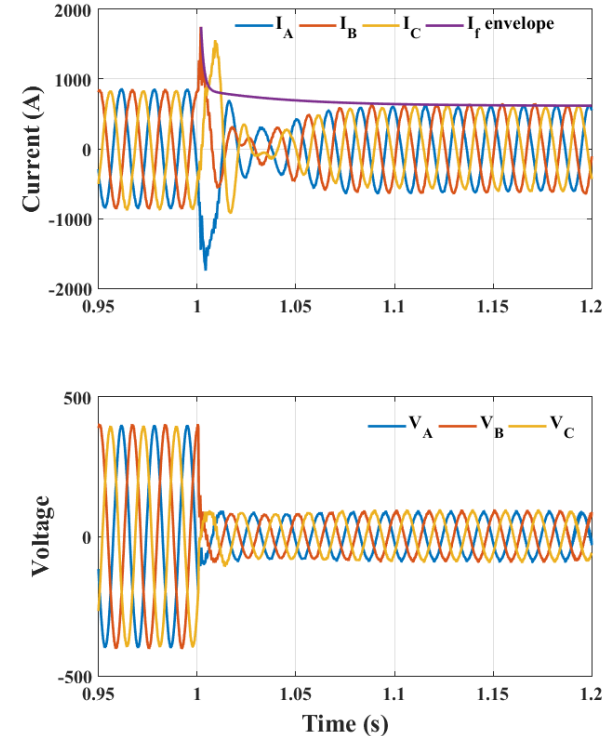 I_A I_B I_C I_f envelope
2000
1000
0
-1000
-2000
Current (A)
0.95 1 1.05 1.1 1.15 1.2
V_A V_B V_C
500
0
-500
Voltage
0.95 1 1.05 1.1 1.15 1.2
Time (s)